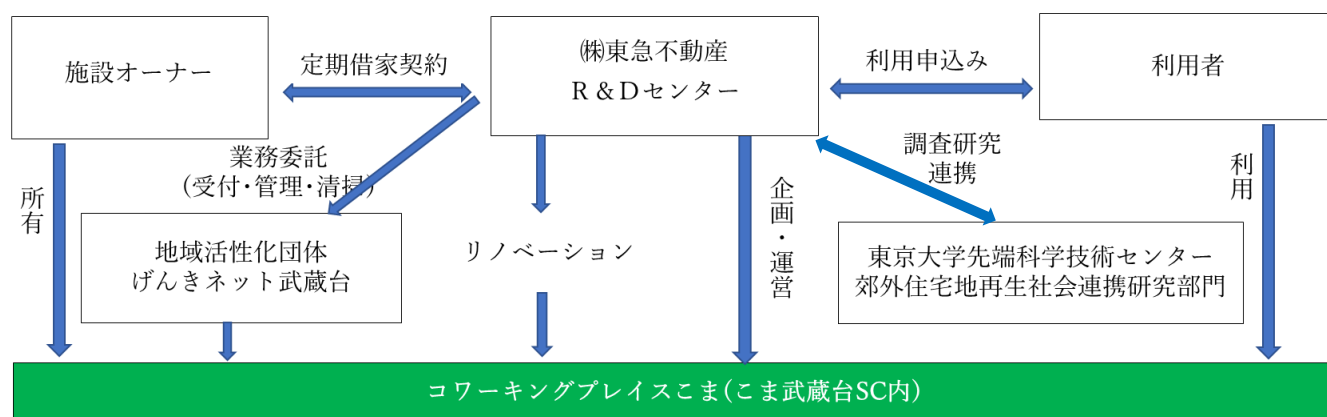 施設オーナー
定期借家契約
㈱東急不動産
R＆Dセンター
利用申込み
利用者
所有
業務委託
（受付・管理・清掃）
地域活性化団体
げんきネット武蔵台
リノベーション
企画・運営
調査研究
連携
利用
東京大学先端科学技術センター
郊外住宅地再生社会連携研究部門
コワーキングプレイスこま(こま武蔵台SC内)